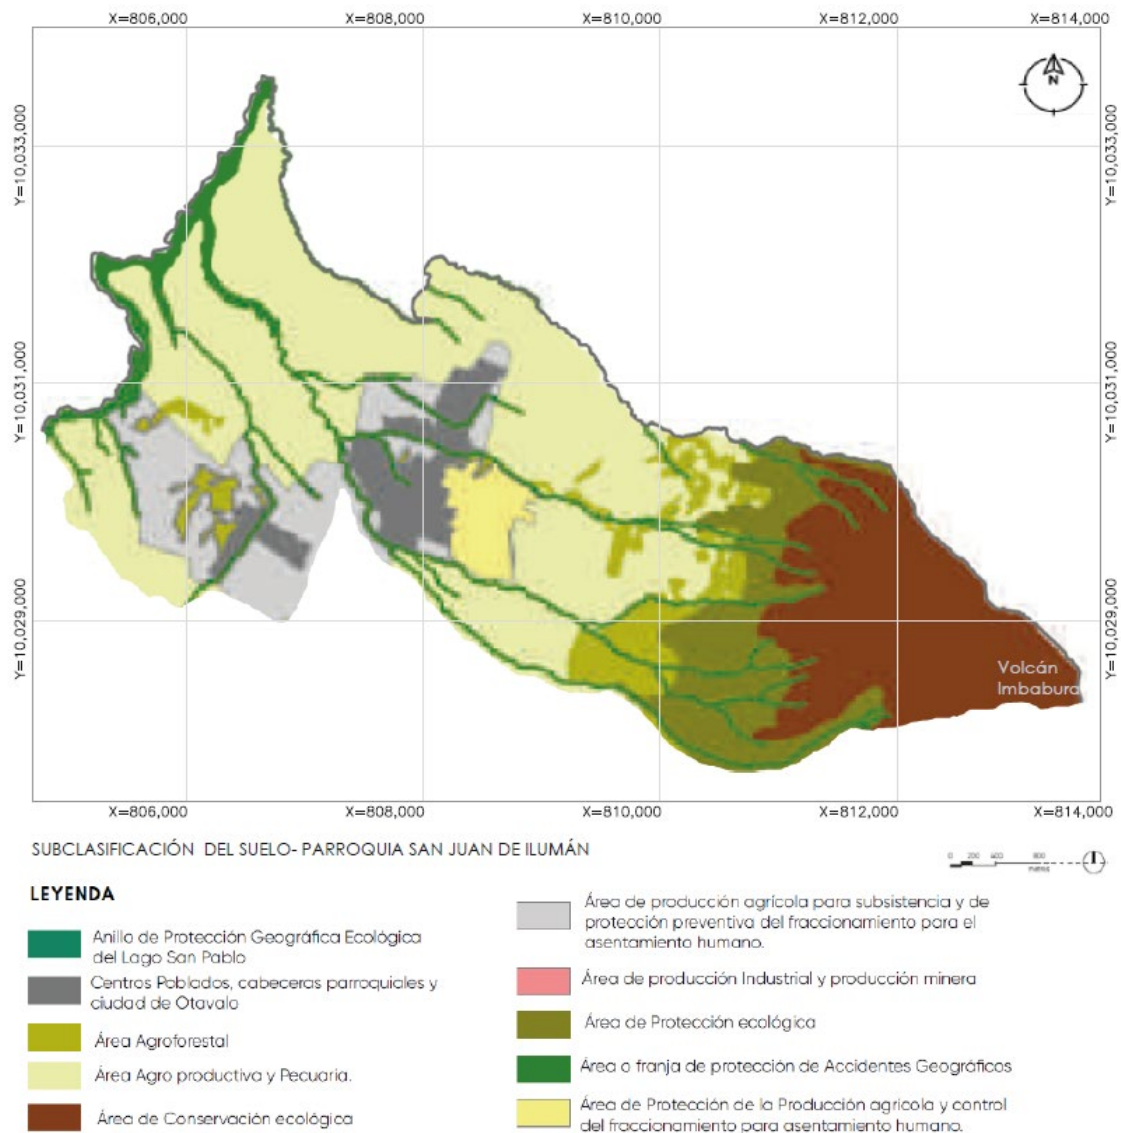 X=806,000
X=808,000
X=810,000
X=812,000
X=814,000
N
Y=10,033,000
Y=10,033,000
Y=10,031,000
Y=10,031,000
Y=10,029,000
Y=10,029,000
Volcán
Imbabura
X=806,000
X=808,000
X=810,000
X=812,000
X=814,000
SUBCLASIFICACIÓN DEL SUELO- PARROQUIA SAN JUAN DE ILUMÁN
0 200 400 800
LEYENDA
Anillo de Protección Geográfica Ecológica
del Lago San Pablo
Centros Poblados, cabeceras parroquiales y
ciudad de Otavalo
Área Agroforestal
Área Agro productiva y Pecuaria.
Área de Conservación ecológica
Área de producción agrícola para subsistencia y de
protección preventiva del fraccionamiento para el
asentamiento humano.
Área de producción Industrial y producción minera
Área de Protección ecológica
Área o franja de protección de Accidentes Geográficos
Área de Protección de la Producción agrícola y control
del fraccionamiento para asentamiento humano.